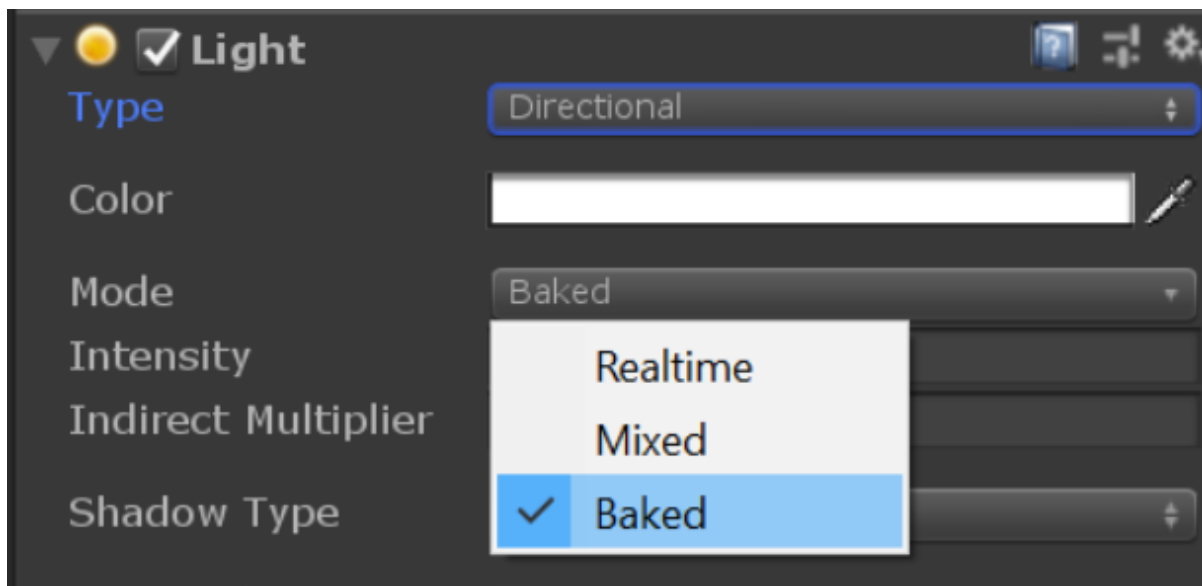 Light
Type Directional
Color
Mode Baked
Intensity
Realtime
Indirect Multiplier
Mixed
Shadow Type
Baked